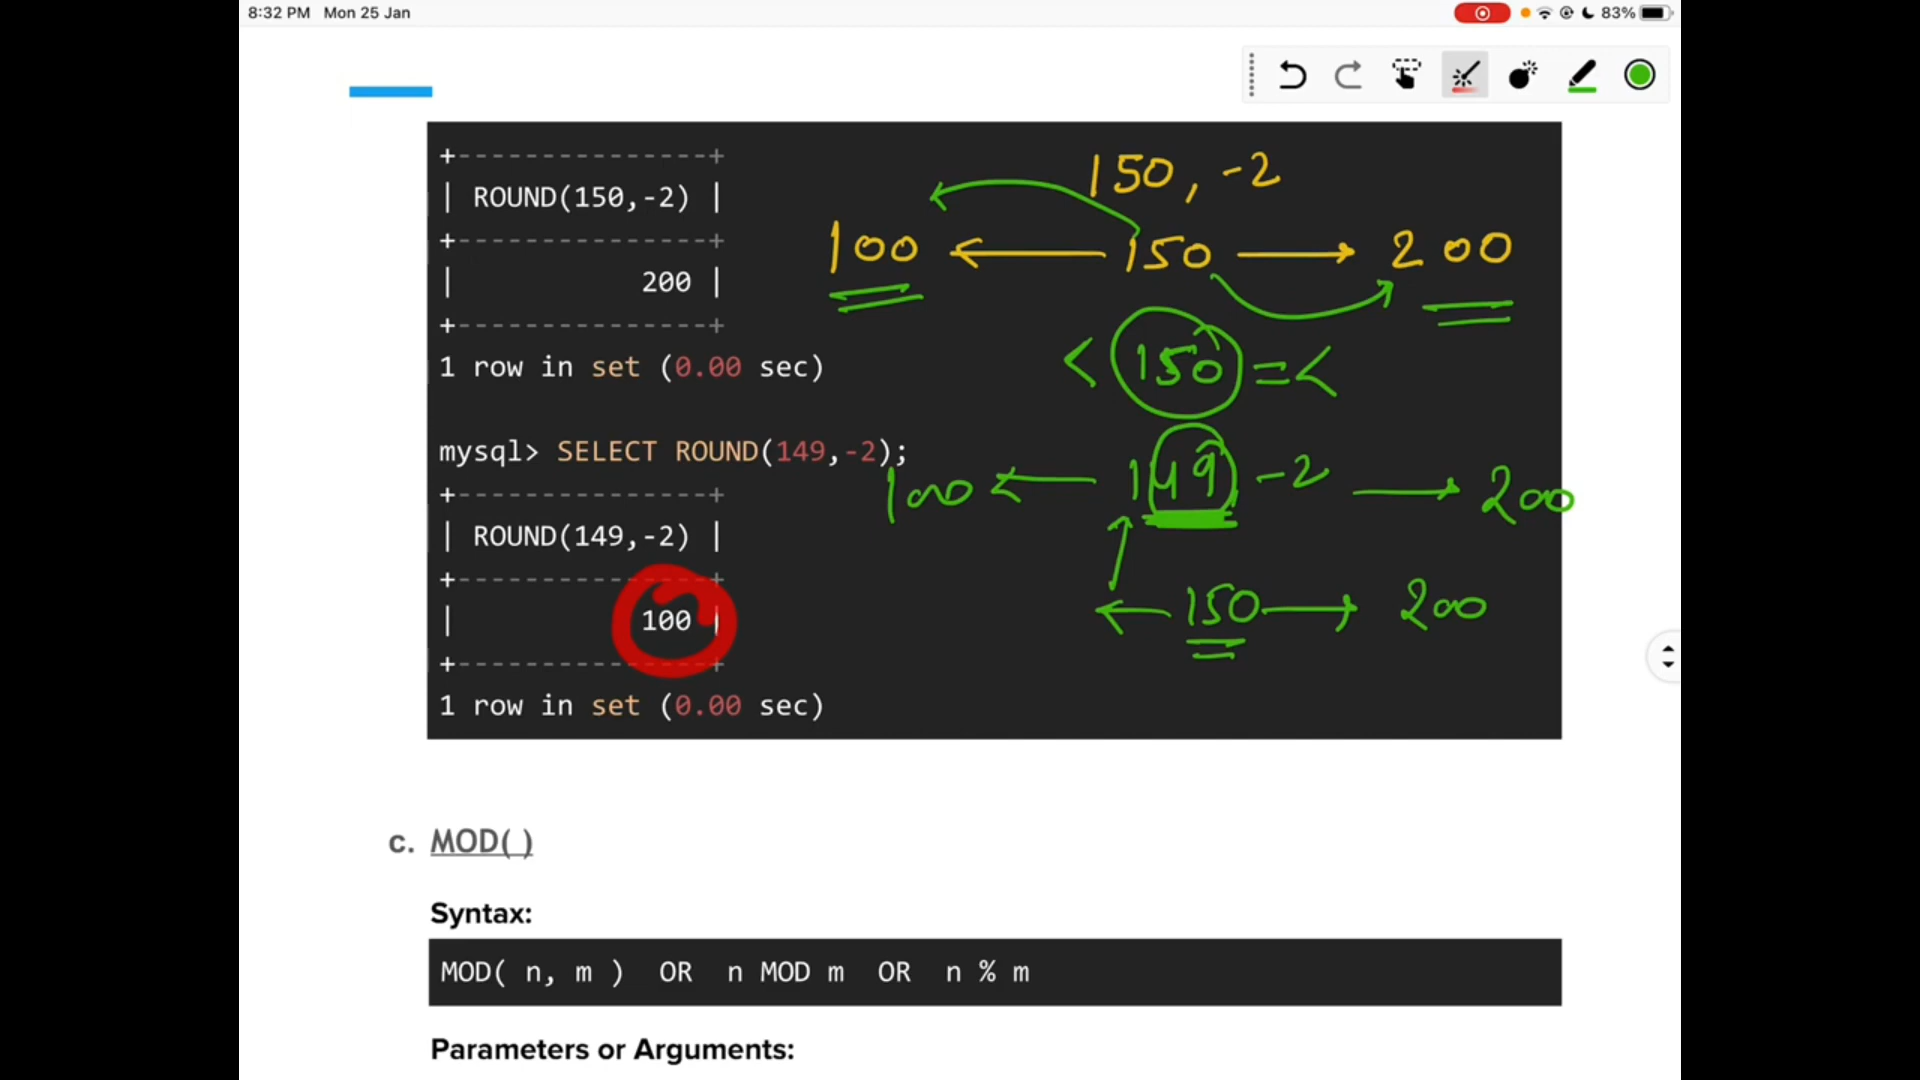 8:32 PM Mon 25 Jan 83%
+---------------+
| ROUND(150,-2) |
+---------------+
| 200 |
+---------------+
1 row in set (0.00 sec)
150, -2
100 ← 150 → 200
< 150 = <
mysql> SELECT ROUND(149,-2);
100 ← 149 -2 → 200
+---------------+
| ROUND(149,-2) |
+---------------+
| 100 |
← 150 → 200
+---------------+
1 row in set (0.00 sec)
c. MOD( )
Syntax:
MOD( n, m ) OR n MOD m OR n % m
Parameters or Arguments: